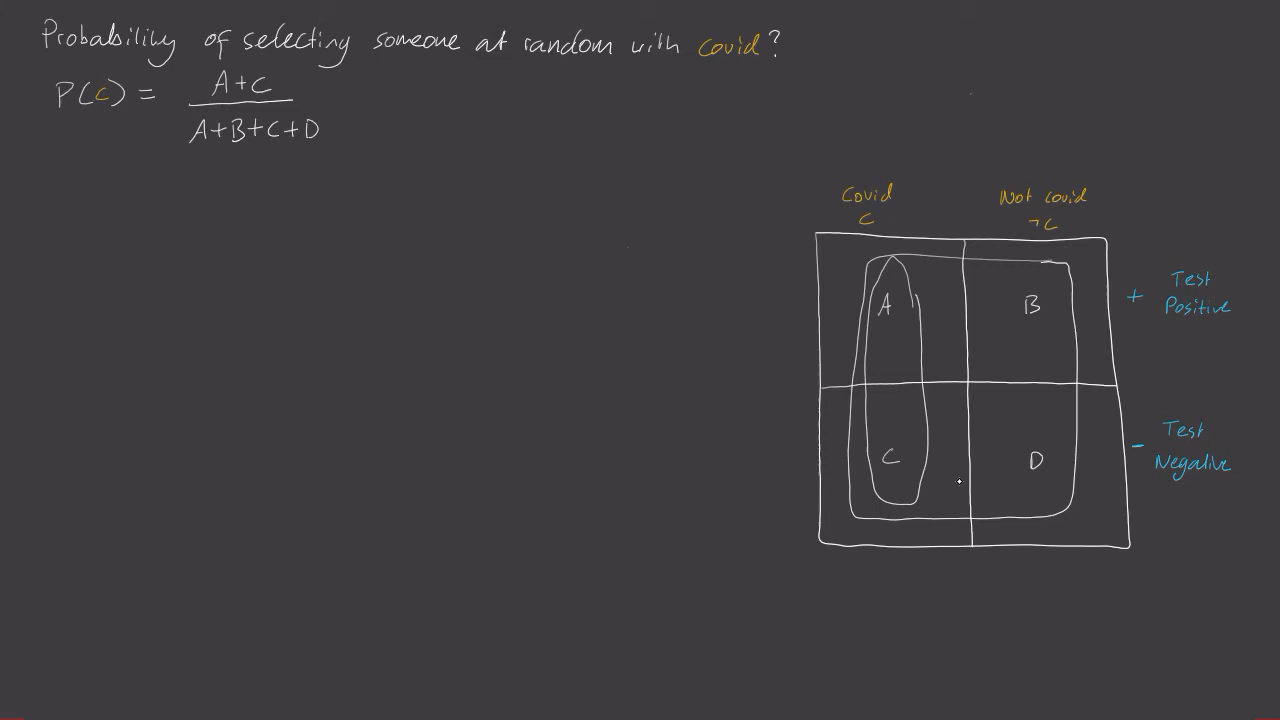 Probability of selecting someone at random with covid?
P(C) = A+C
A+B+C+D
Covid Not covid
C ¬C
A B + Test
Positive
- Test
C D Negative